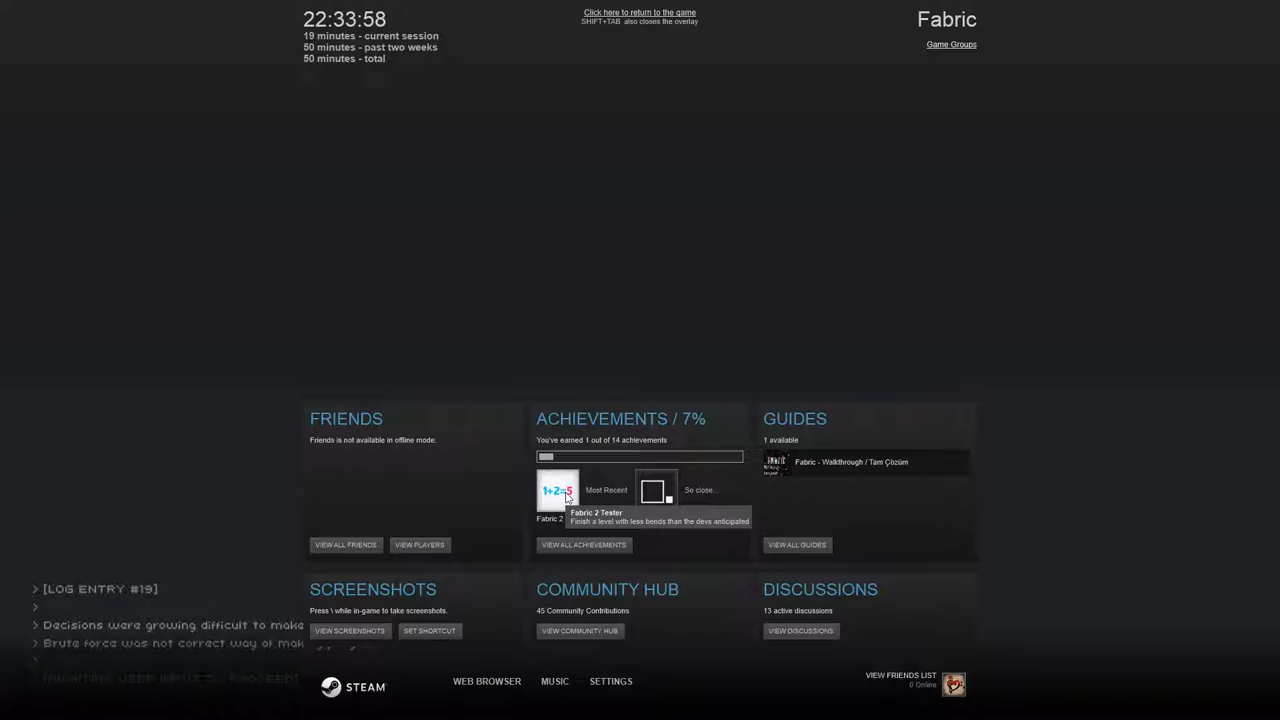 22:33:58
19 minutes - current session
50 minutes - past two weeks
50 minutes - total
Click here to return to the game
SHIFT+TAB also closes the overlay
Fabric
Game Groups
FRIENDS
Friends is not available in offline mode.
VIEW ALL FRIENDS
VIEW PLAYERS
ACHIEVEMENTS / 7%
You've earned 1 out of 14 achievements
1+2=5
Most Recent
So close...
Fabric 2
Fabric 2 Tester
Finish a level with less bends than the devs anticipated
VIEW ALL ACHIEVEMENTS
GUIDES
1 available
Fabric - Walkthrough / Tam Çözüm
VIEW ALL GUIDES
> [LOG ENTRY #19]
>
> Decisions were growing difficult to make
> Brute force was not correct way of mak
SCREENSHOTS
Press \ while in-game to take screenshots.
VIEW SCREENSHOTS
SET SHORTCUT
COMMUNITY HUB
45 Community Contributions
VIEW COMMUNITY HUB
DISCUSSIONS
13 active discussions
VIEW DISCUSSIONS
STEAM
WEB BROWSER
MUSIC
SETTINGS
VIEW FRIENDS LIST
0 Online